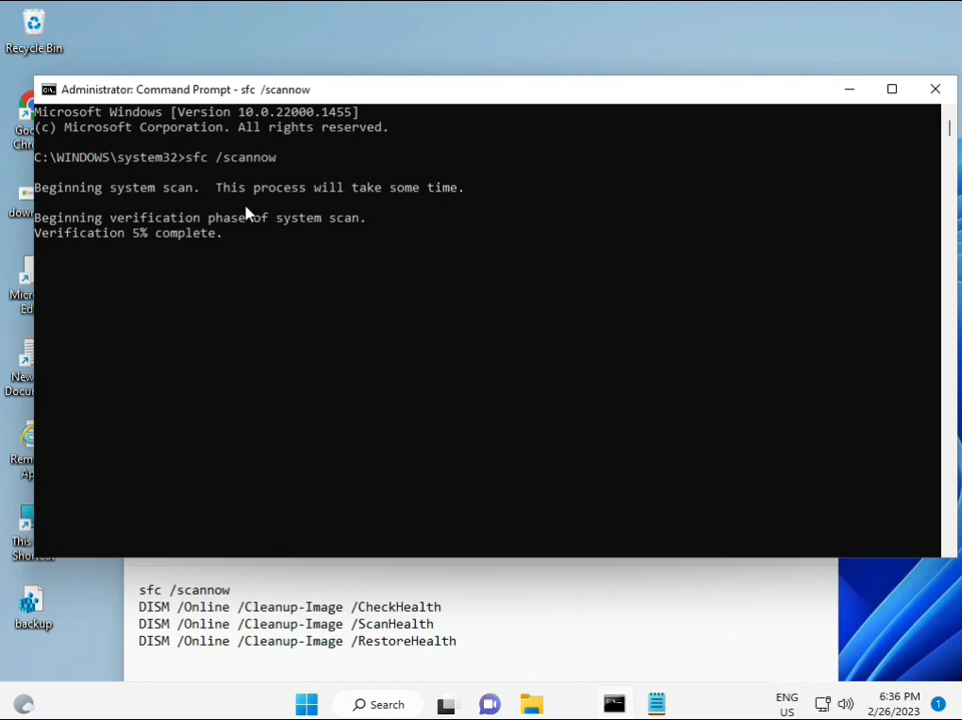 Recycle Bin
Administrator: Command Prompt - sfc /scannow
Microsoft Windows [Version 10.0.22000.1455]
(c) Microsoft Corporation. All rights reserved.
C:\WINDOWS\system32>sfc /scannow
Beginning system scan.  This process will take some time.
Beginning verification phase of system scan.
Verification 5% complete.
backup
sfc /scannow
DISM /Online /Cleanup-Image /CheckHealth
DISM /Online /Cleanup-Image /ScanHealth
DISM /Online /Cleanup-Image /RestoreHealth
Search
ENG
US
6:36 PM
2/26/2023
1